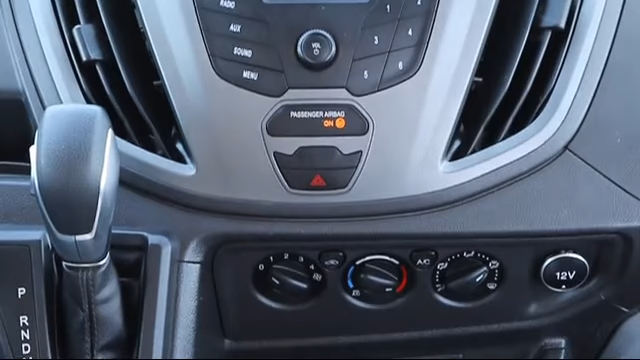 RADIO
AUX
SOUND
MENU
VOL
1 2
3 4
5 6
PASSENGER AIRBAG
ON
0 1 2 3 4
A/C
12V
P
R
N
D